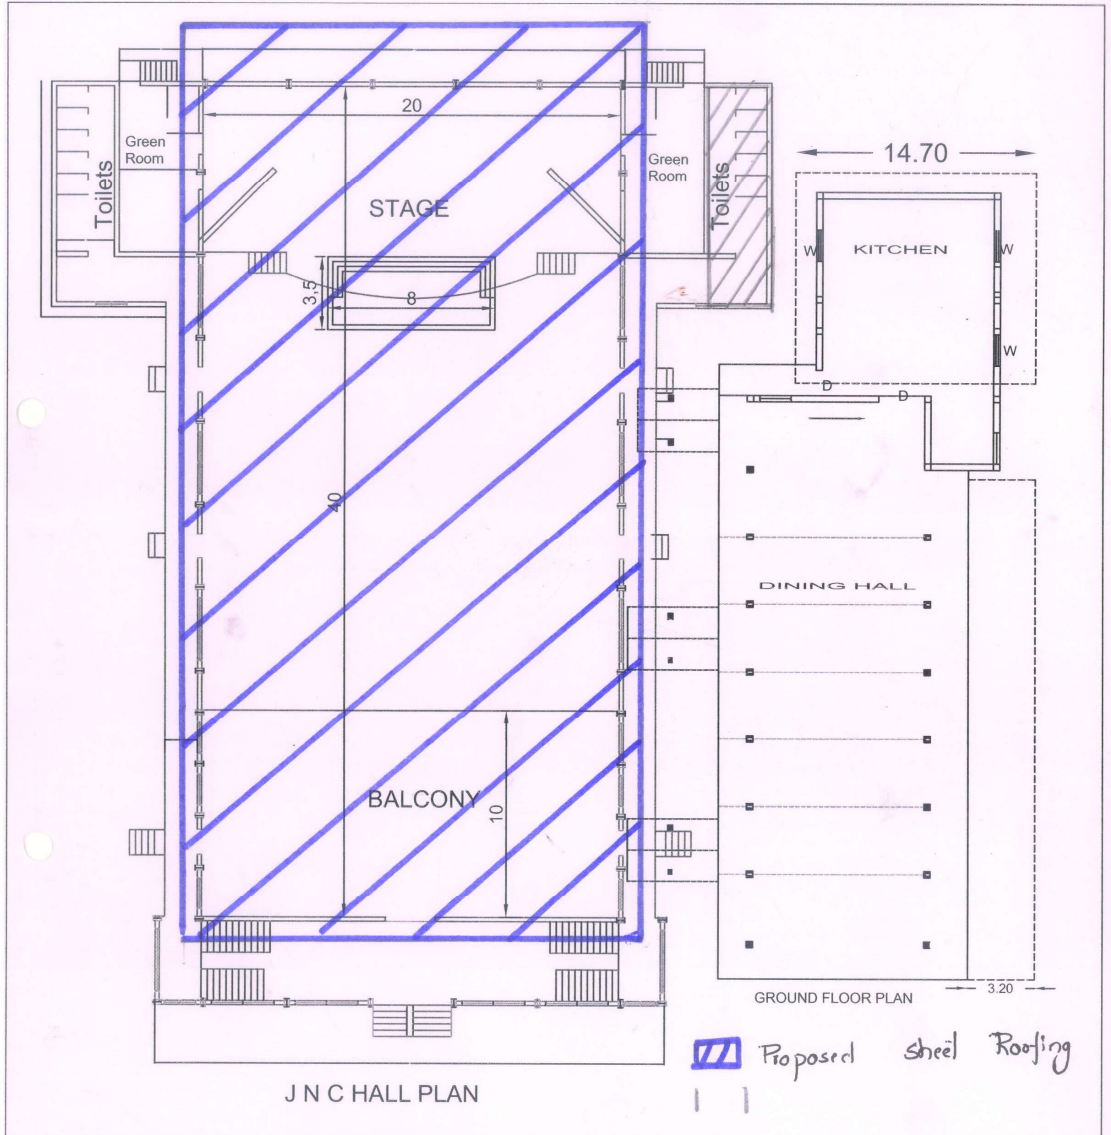 20
Green
Room
Toilets
STAGE
Green
Room
Toilets
14.70
W
KITCHEN
W
3,5
8
W
D
D
40
DINING HALL
BALCONY
10
GROUND FLOOR PLAN
3.20
Proposed sheet Roofing
J N C HALL PLAN